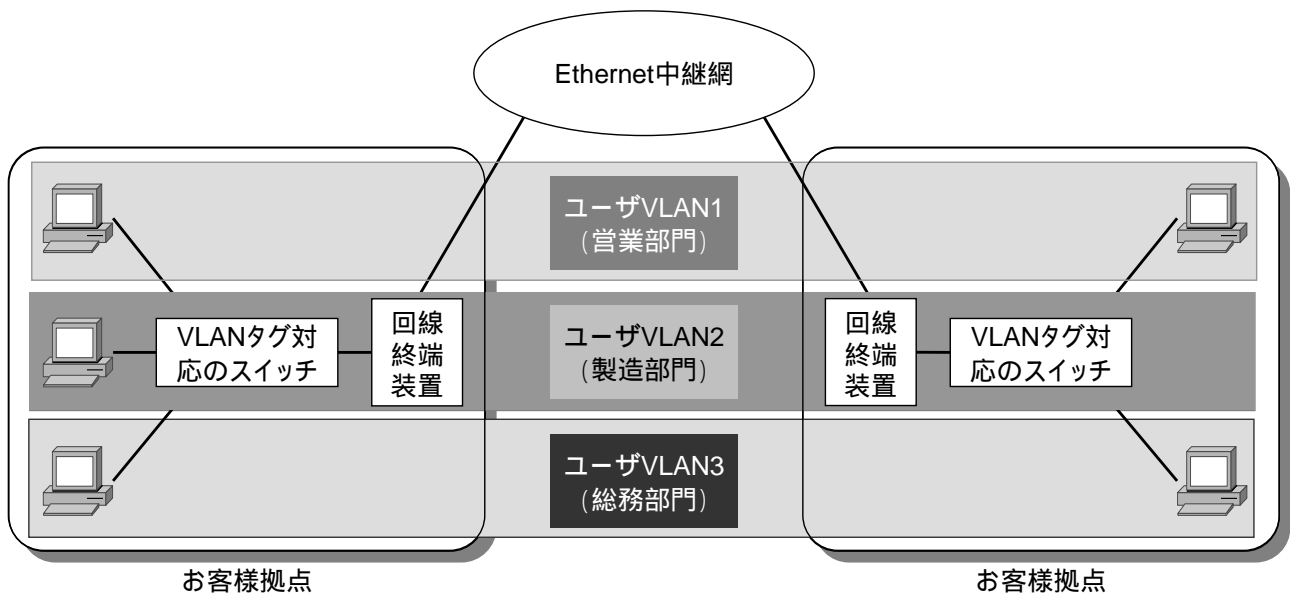 Ethernet中継網
ユーザVLAN1
(営業部門)
VLANタグ対
応のスイッチ
回線
終端
装置
ユーザVLAN2
(製造部門)
回線
終端
装置
VLANタグ対
応のスイッチ
ユーザVLAN3
(総務部門)
お客様拠点
お客様拠点